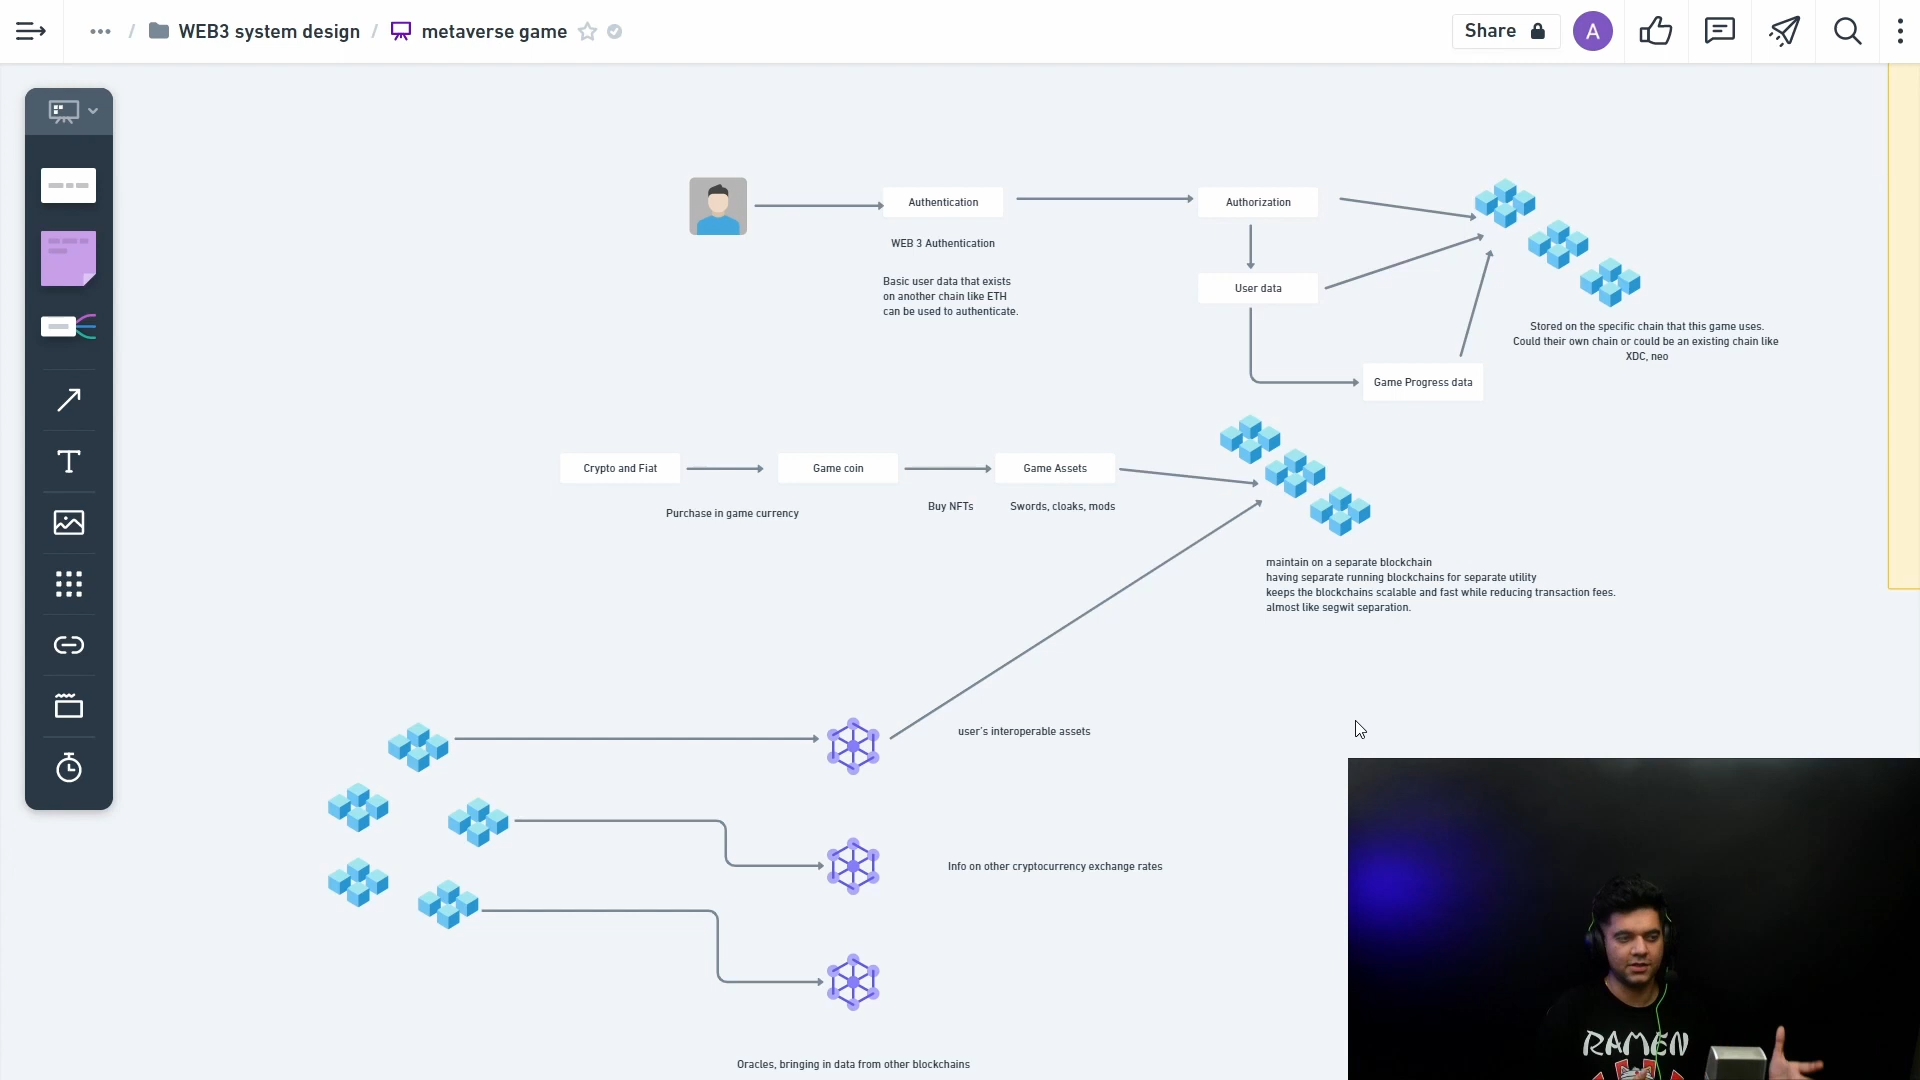 WEB3 system design / metaverse game
Share
A
Authentication
Authorization
WEB 3 Authentication
Basic user data that exists
on another chain like ETH
can be used to authenticate.
User data
Stored on the specific chain that this game uses.
Could their own chain or could be an existing chain like
XDC, neo
Game Progress data
Crypto and Fiat
Game coin
Game Assets
Purchase in game currency
Buy NFTs
Swords, cloaks, mods
maintain on a separate blockchain
having separate running blockchains for separate utility
keeps the blockchains scalable and fast while reducing transaction fees.
almost like segwit separation.
user's interoperable assets
Info on other cryptocurrency exchange rates
Oracles, bringing in data from other blockchains
RAMEN